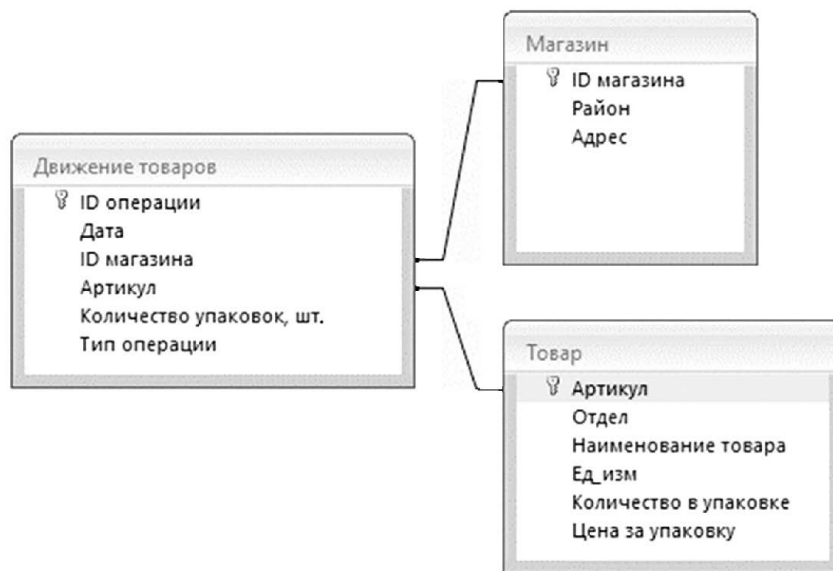 Магазин
ID магазина
Район
Адрес
Движение товаров
ID операции
Дата
ID магазина
Артикул
Количество упаковок, шт.
Тип операции
Товар
Артикул
Отдел
Наименование товара
Ед_изм
Количество в упаковке
Цена за упаковку